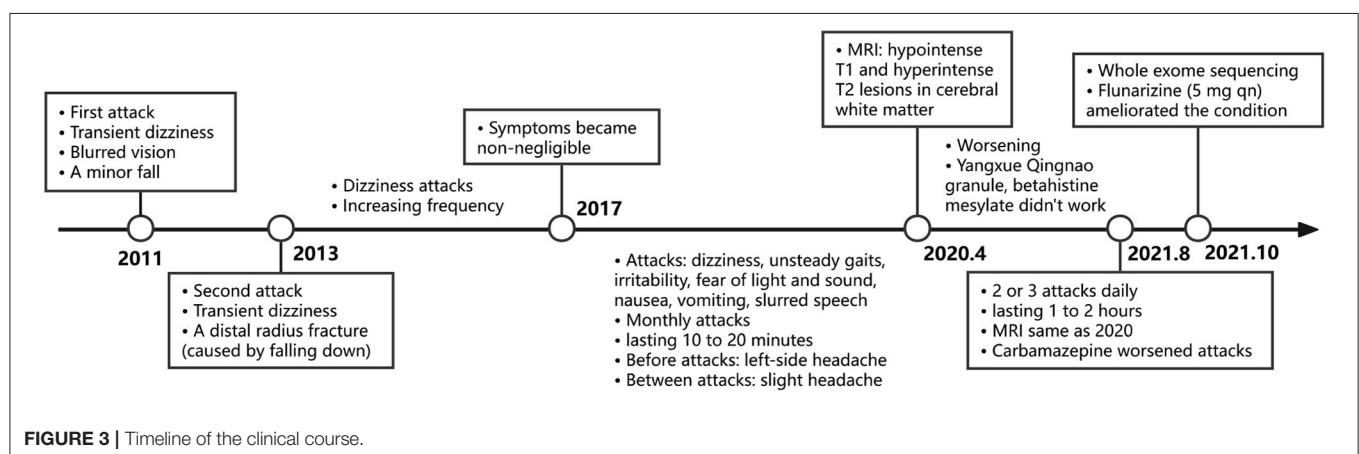 • First attack
• Transient dizziness
• Blurred vision
• A minor fall
2011
2013
• Second attack
• Transient dizziness
• A distal radius fracture
(caused by falling down)
• Dizziness attacks
• Increasing frequency
• Symptoms became
non-negligible
2017
• Attacks: dizziness, unsteady gaits,
irritability, fear of light and sound,
nausea, vomiting, slurred speech
• Monthly attacks
• lasting 10 to 20 minutes
• Before attacks: left-side headache
• Between attacks: slight headache
• MRI: hypointense
T1 and hyperintense
T2 lesions in cerebral
white matter
2020.4
• Worsening
• Yangxue Qingnao
granule, betahistine
mesylate didn't work
2021.8
• 2 or 3 attacks daily
• lasting 1 to 2 hours
• MRI same as 2020
• Carbamazepine worsened attacks
• Whole exome sequencing
• Flunarizine (5 mg qn)
ameliorated the condition
2021.10
FIGURE 3 | Timeline of the clinical course.